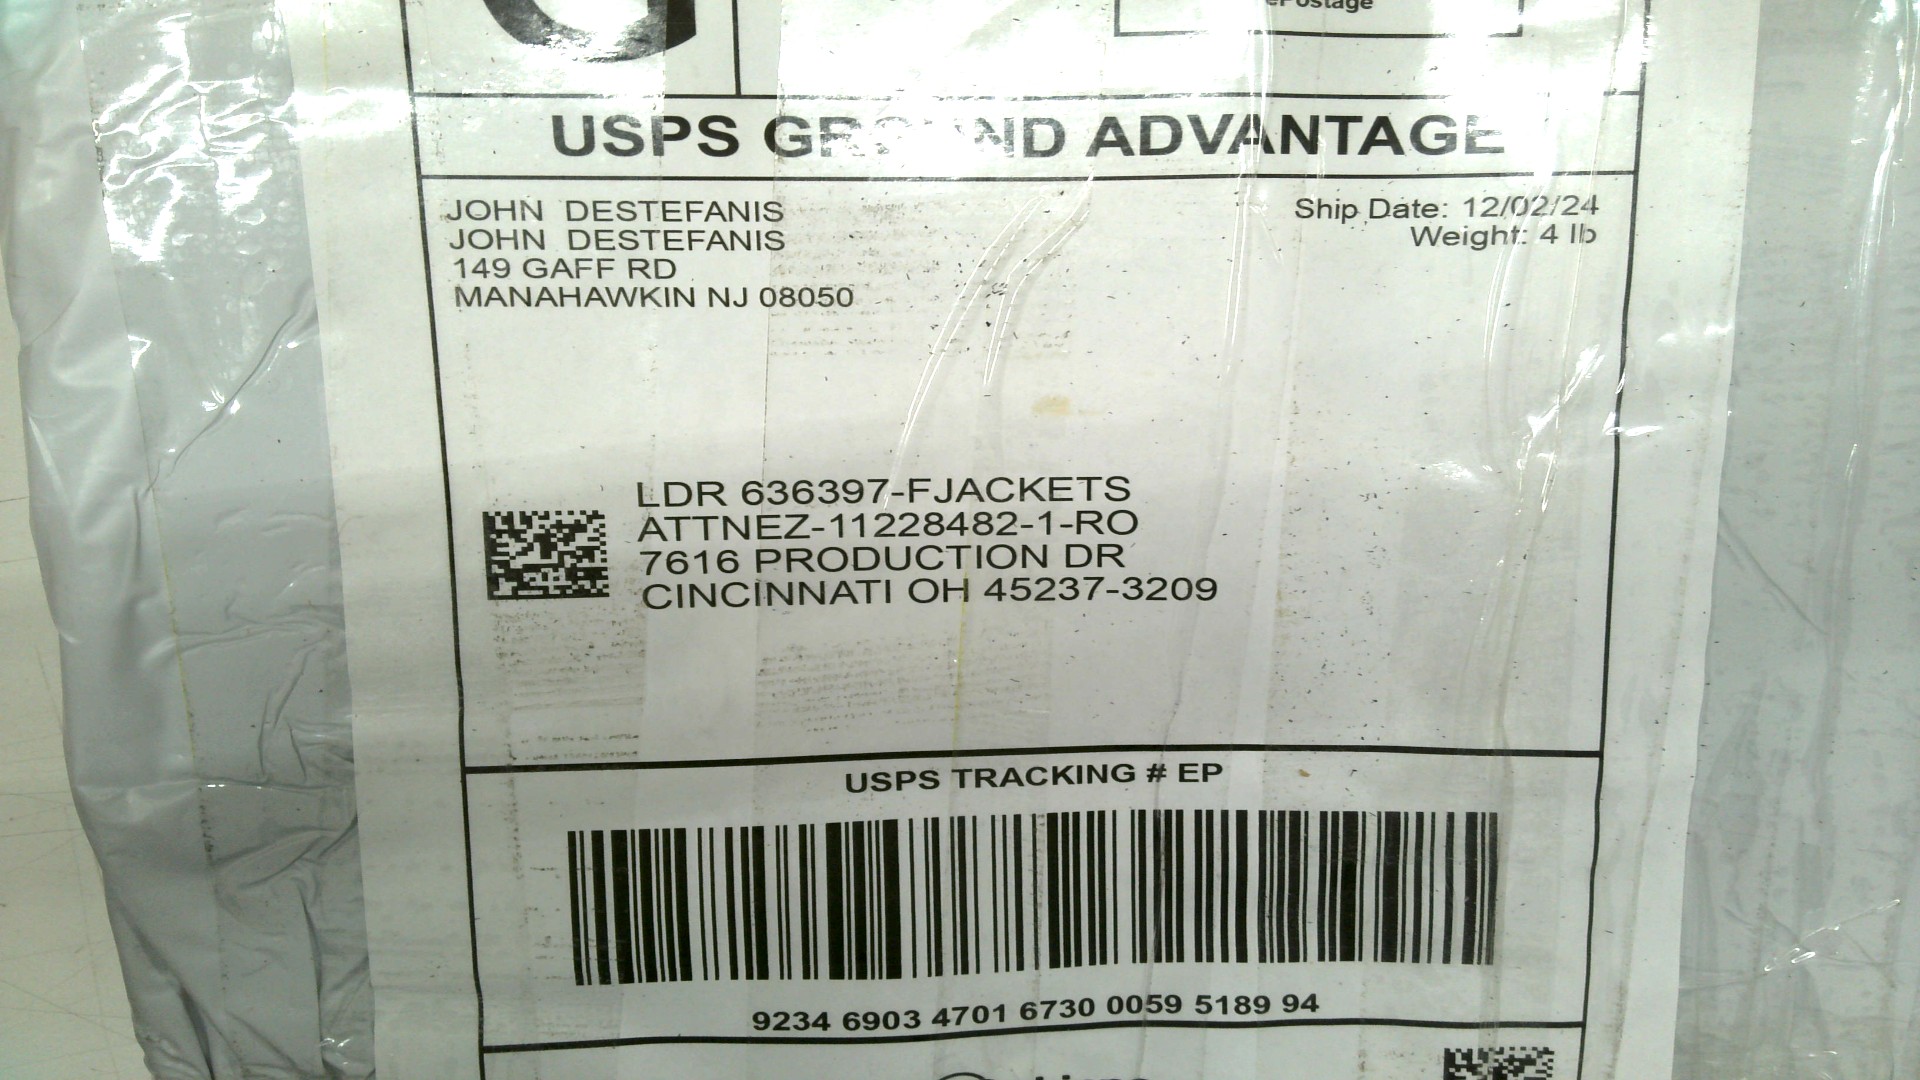 G
ePostage
USPS GROUND ADVANTAGE
JOHN DESTEFANIS
JOHN DESTEFANIS
149 GAFF RD
MANAHAWKIN NJ 08050
Ship Date: 12/02/24
Weight: 4 lb
LDR 636397-FJACKETS
ATTNEZ-11228482-1-RO
7616 PRODUCTION DR
CINCINNATI OH 45237-3209
USPS TRACKING # EP
9234 6903 4701 6730 0059 5189 94